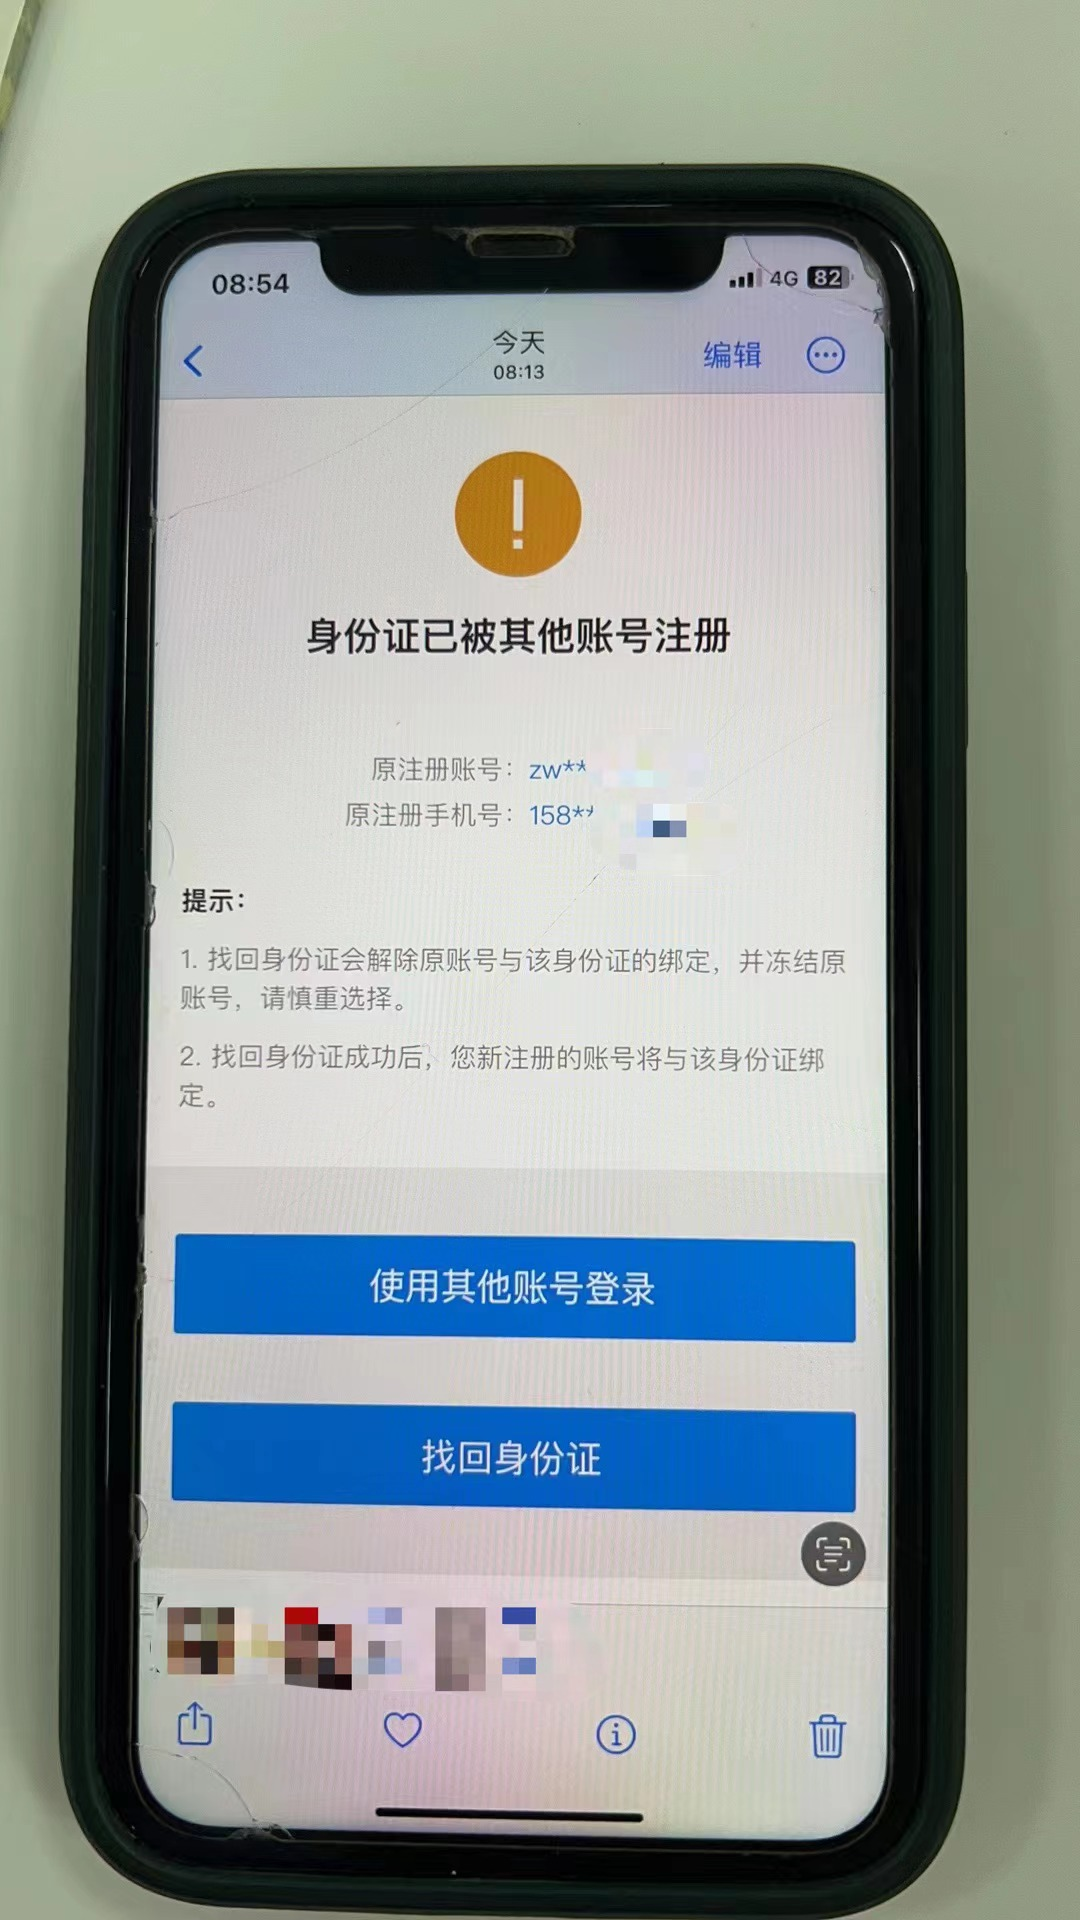 08:54
4G 82
今天
08:13
编辑
身份证已被其他账号注册
原注册账号：zw**
原注册手机号：158**
提示：
1. 找回身份证会解除原账号与该身份证的绑定，并冻结原
账号，请慎重选择。
2. 找回身份证成功后，您新注册的账号将与该身份证绑
定。
使用其他账号登录
找回身份证